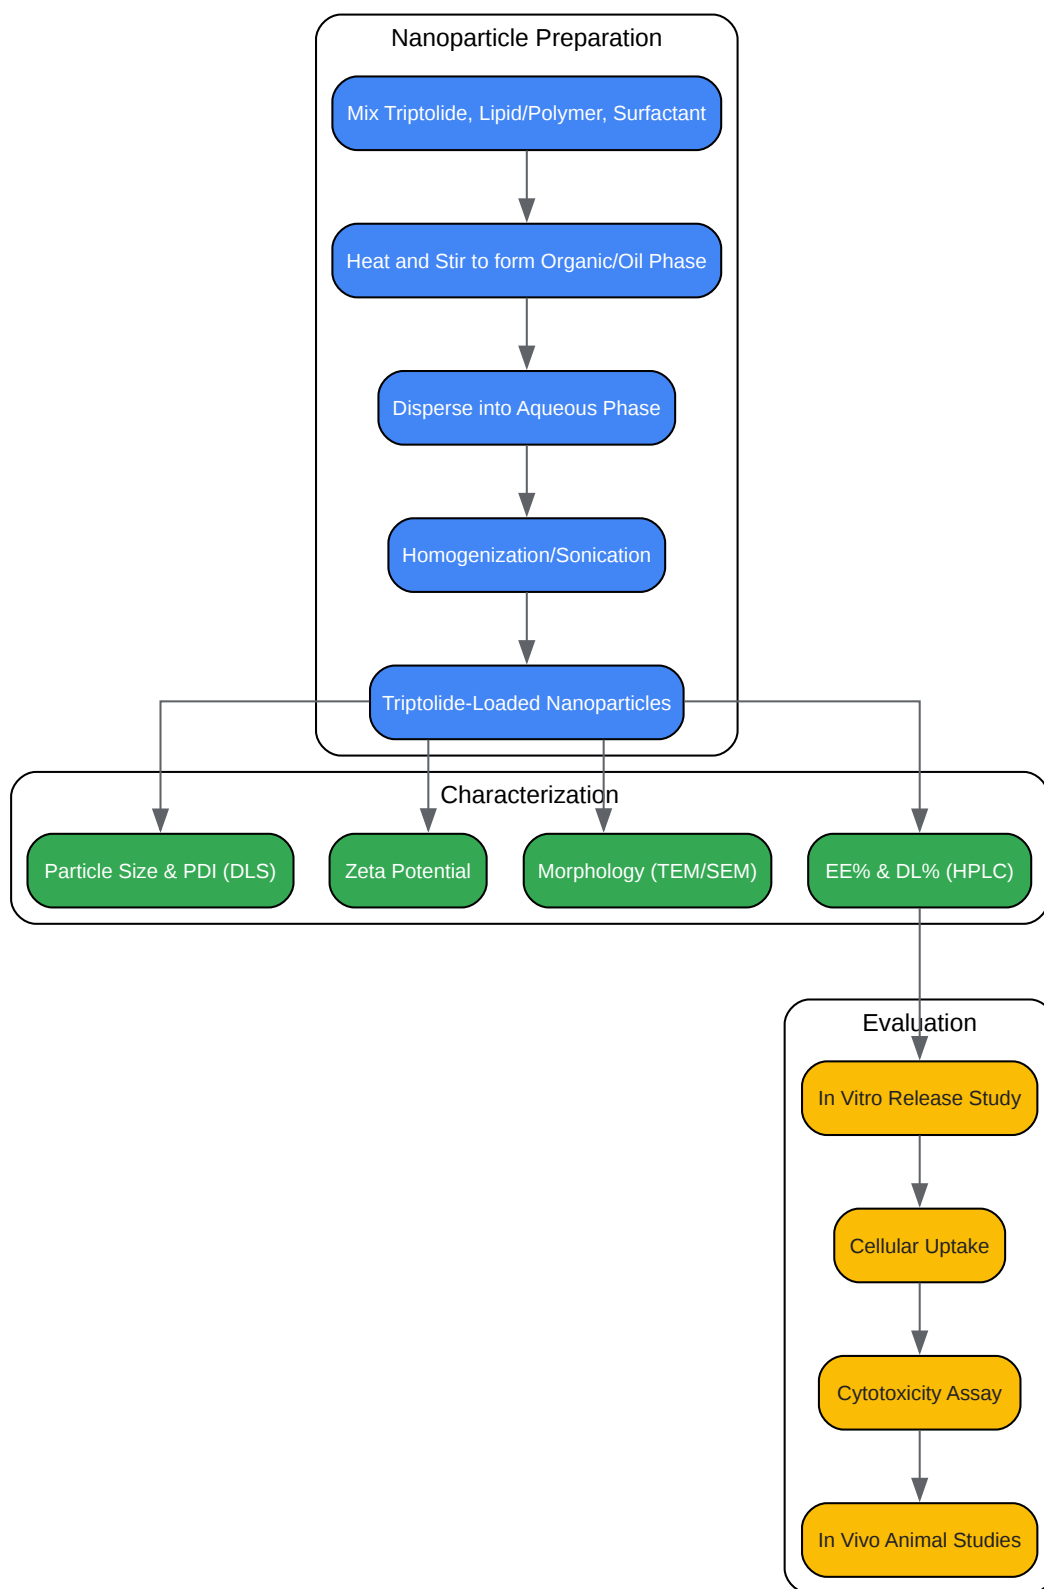 Nanoparticle Preparation
Mix Triptolide, Lipid/Polymer, Surfactant
Heat and Stir to form Organic/Oil Phase
Disperse into Aqueous Phase
Homogenization/Sonication
Triptolide-Loaded Nanoparticles
Characterization
Particle Size & PDI (DLS)
Zeta Potential
Morphology (TEM/SEM)
EE% & DL% (HPLC)
Evaluation
In Vitro Release Study
Cellular Uptake
Cytotoxicity Assay
In Vivo Animal Studies